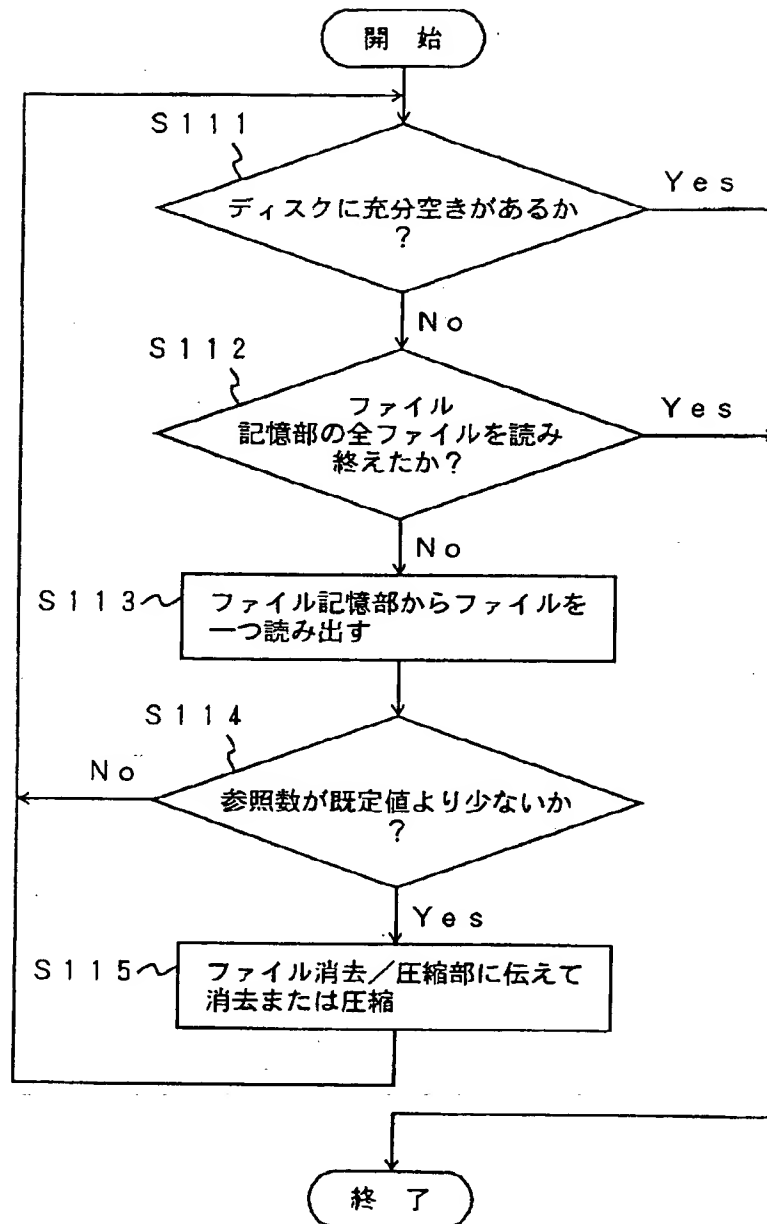 開 始
S111
ディスクに充分空きがあるか
?
Yes
No
S112
ファイル
記憶部の全ファイルを読み
終えたか?
Yes
No
S113
ファイル記憶部からファイルを
一つ読み出す
S114
No
参照数が既定値より少ないか
?
Yes
S115
ファイル消去/圧縮部に伝えて
消去または圧縮
終 了